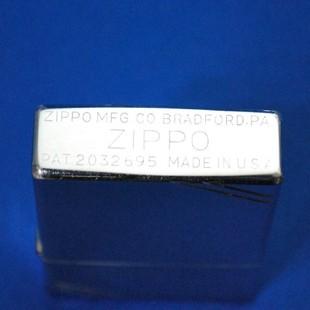 ZIPPO MFG. CO. BRADFORD. PA.
ZIPPO
PAT. 2032695 MADE IN U.S.A.